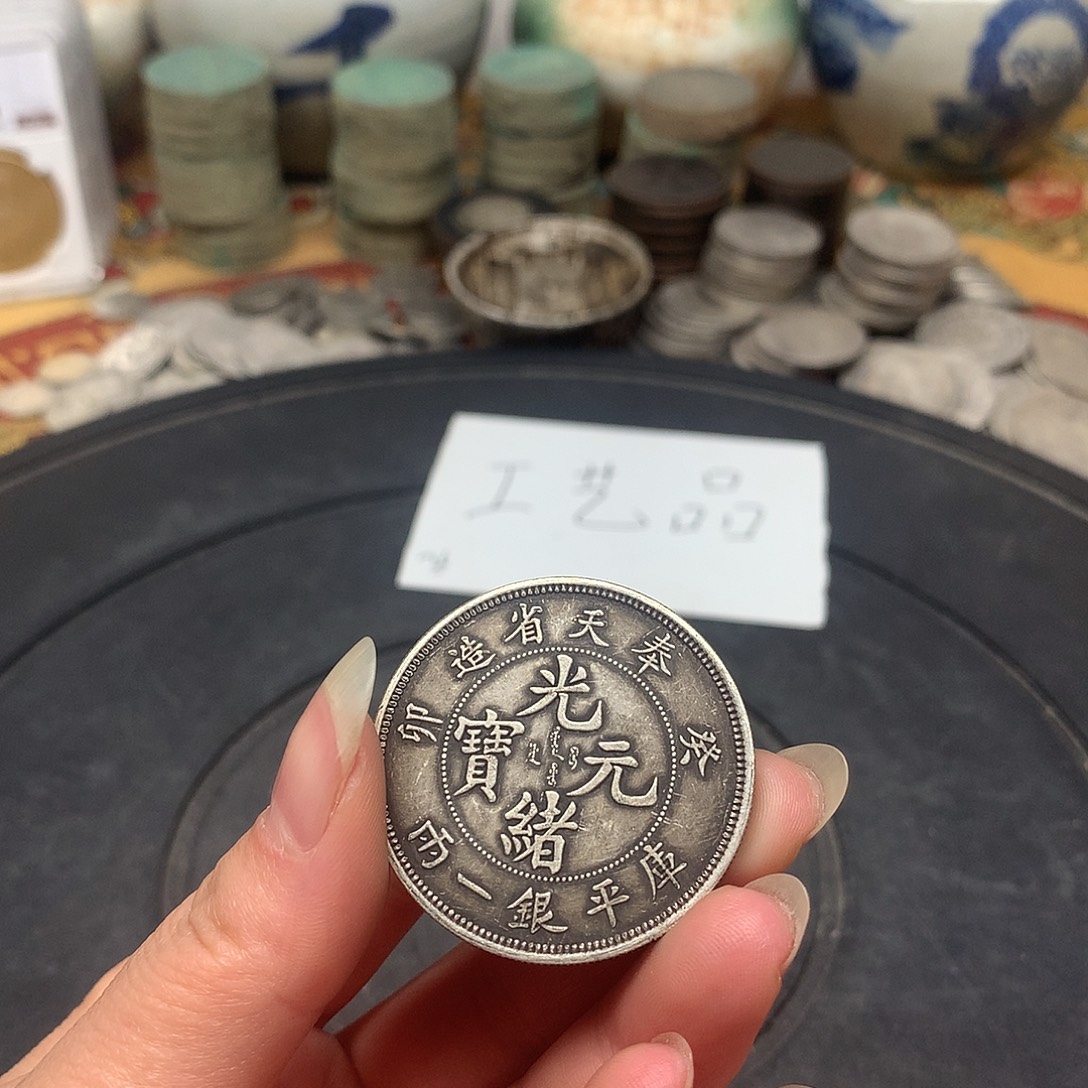 工艺品
奉天省造
癸卯
光緒元寶
庫平銀一兩